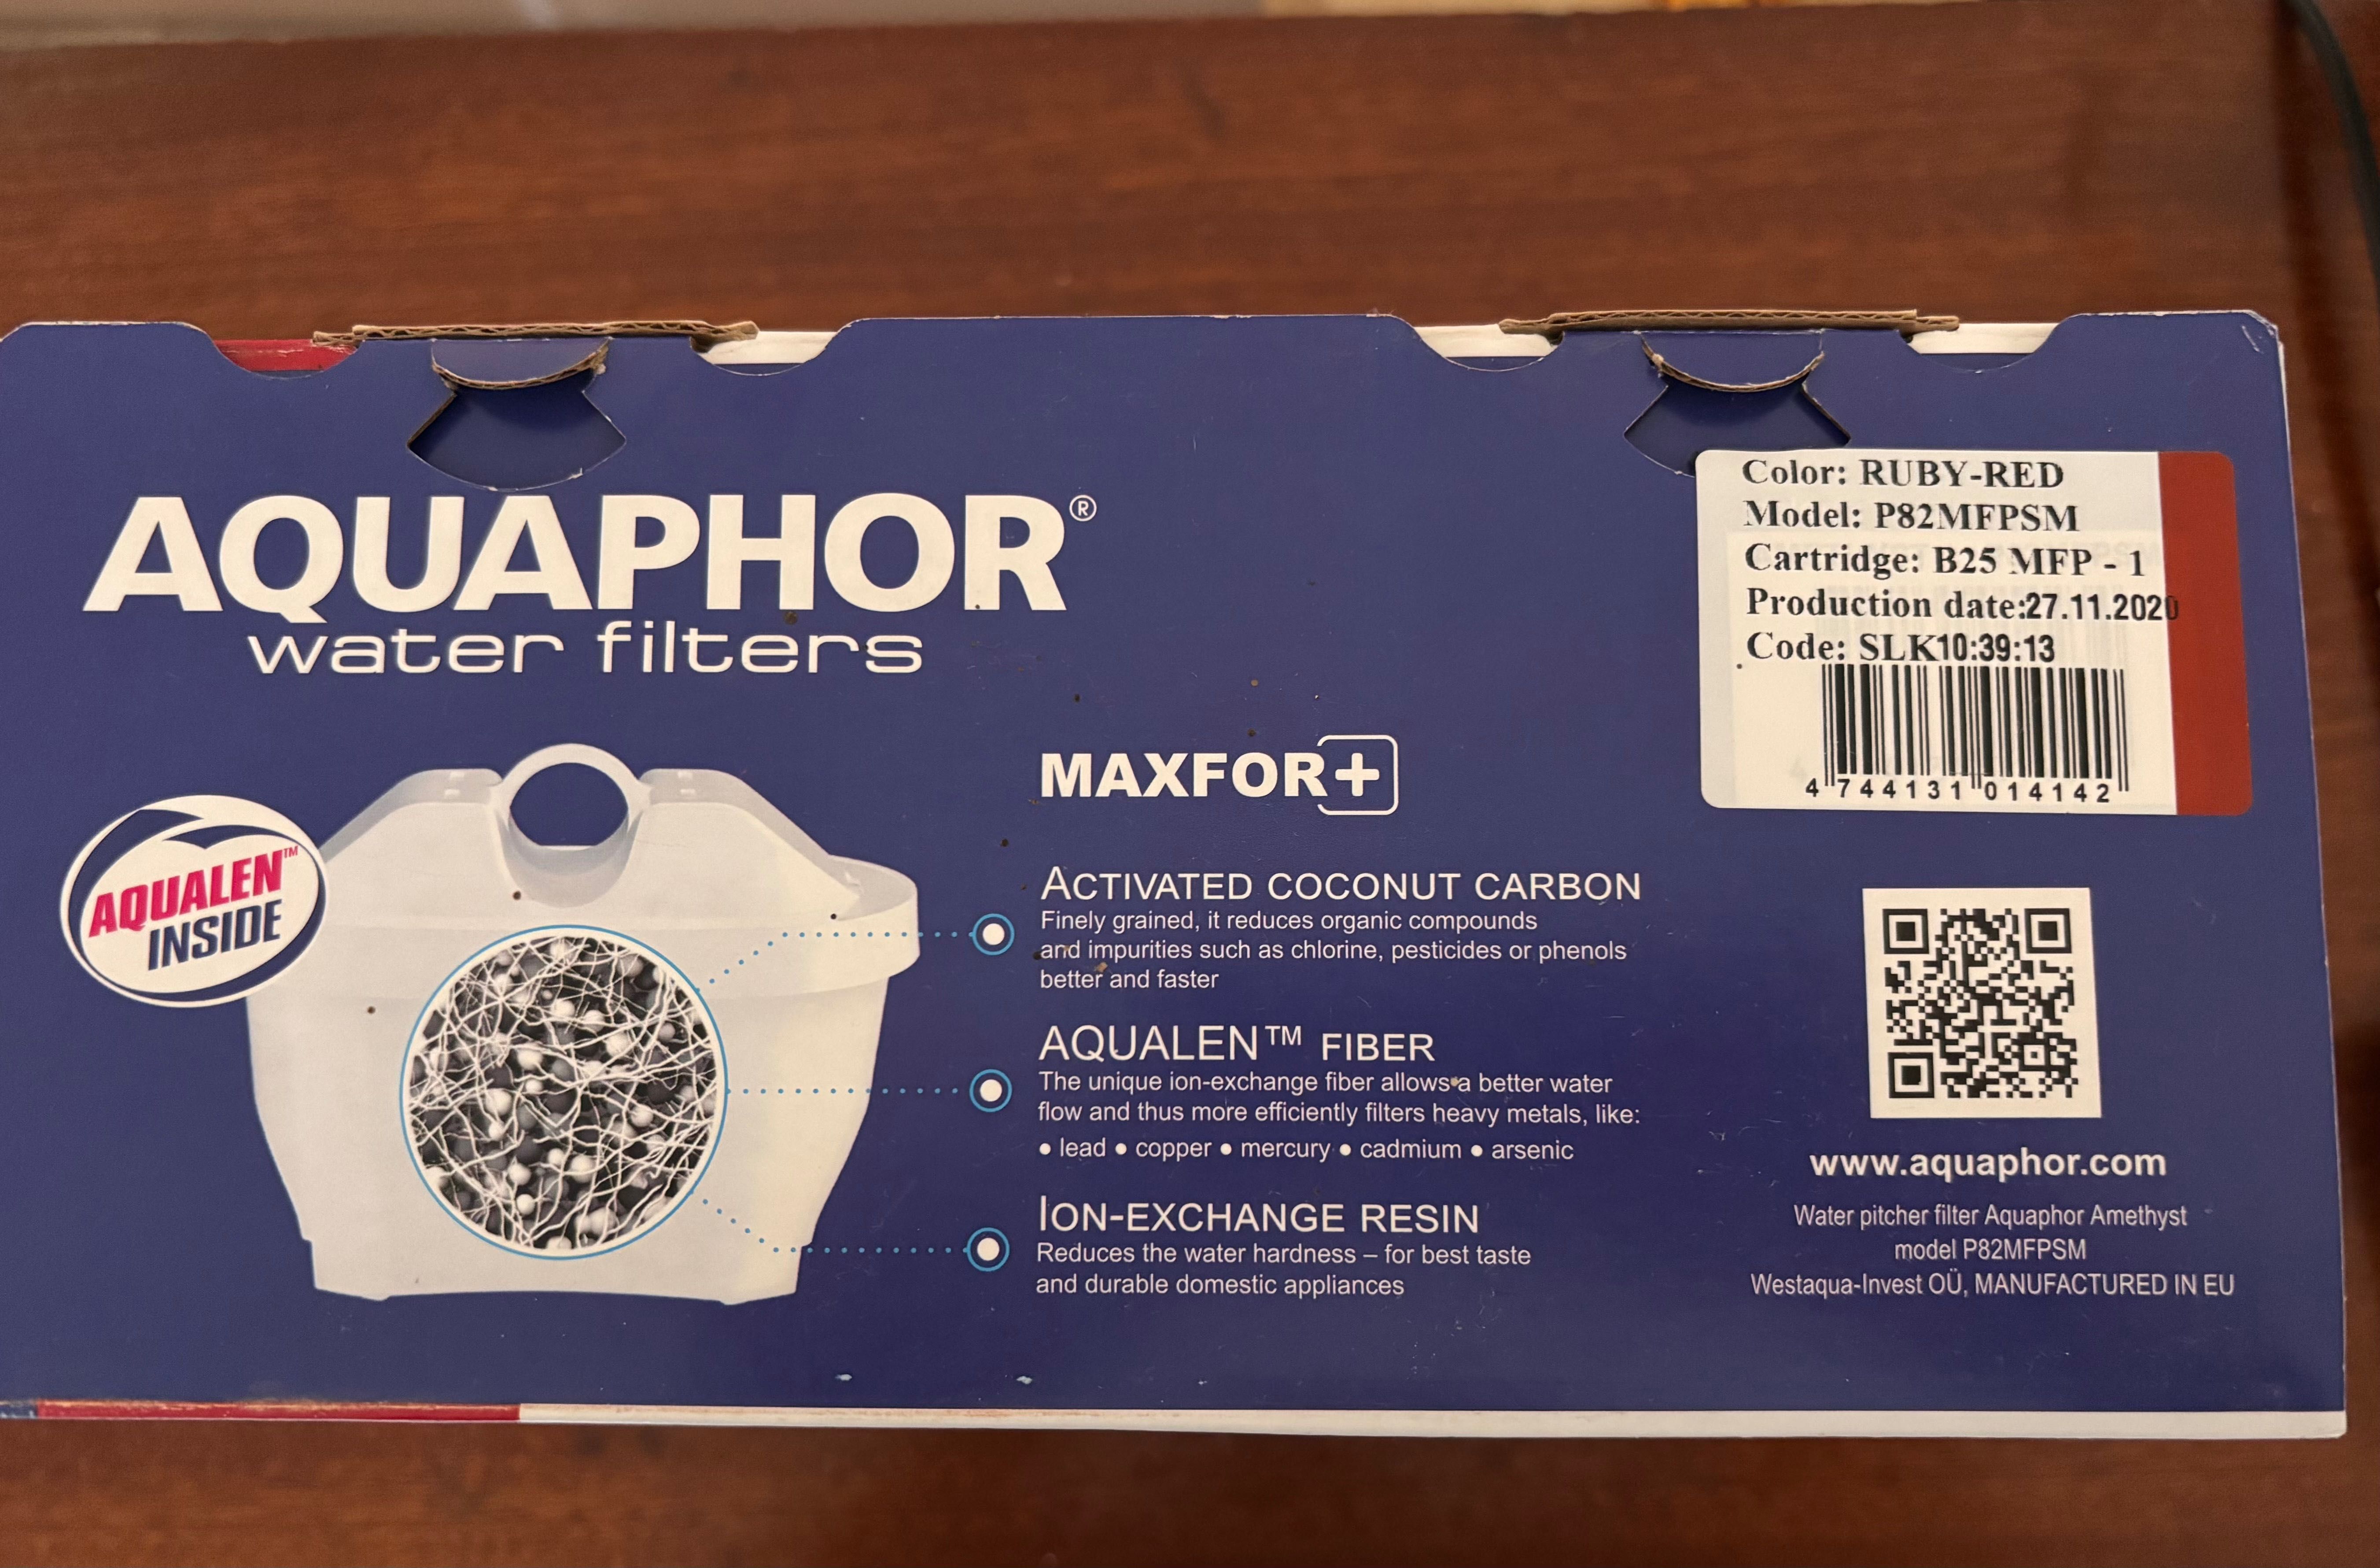 AQUAPHOR®
water filters
AQUALEN™
INSIDE
MAXFOR+
ACTIVATED COCONUT CARBON
Finely grained, it reduces organic compounds
and impurities such as chlorine, pesticides or phenols
better and faster
AQUALEN™ FIBER
The unique ion-exchange fiber allows a better water
flow and thus more efficiently filters heavy metals, like:
• lead • copper • mercury • cadmium • arsenic
ION-EXCHANGE RESIN
Reduces the water hardness – for best taste
and durable domestic appliances
Color: RUBY-RED
Model: P82MFPSM
Cartridge: B25 MFP - 1
Production date:27.11.2020
Code: SLK10:39:13
4 744131 014142
www.aquaphor.com
Water pitcher filter Aquaphor Amethyst
model P82MFPSM
Westaqua-Invest OÜ, MANUFACTURED IN EU